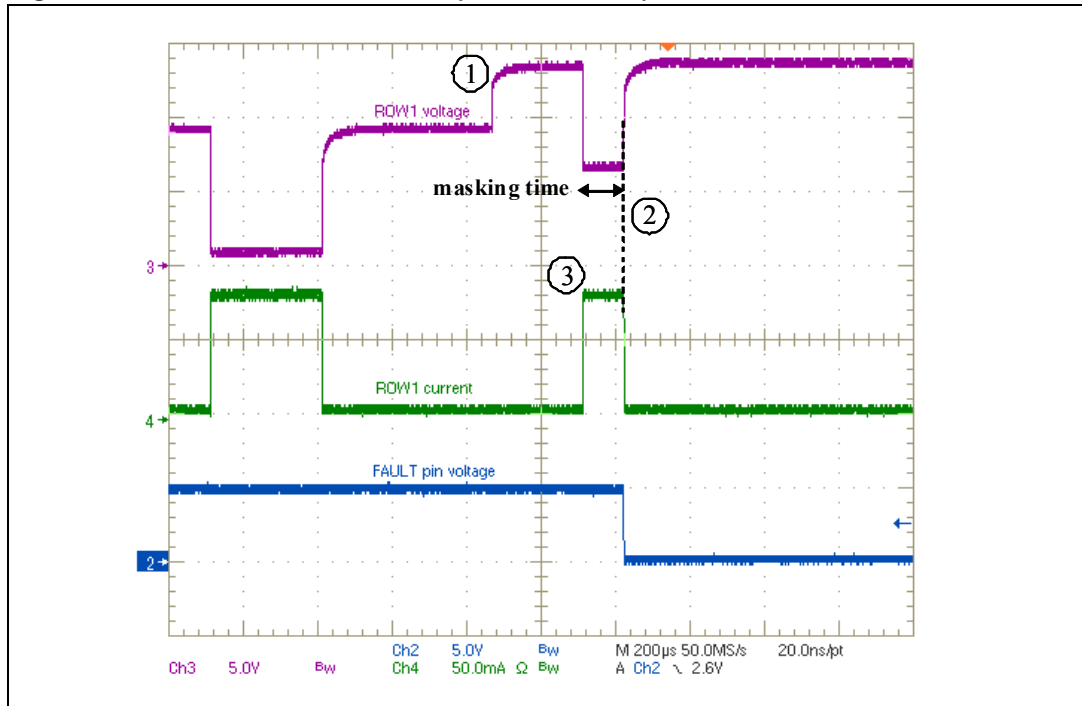 1
ROW1 voltage
masking time
2
3
3
ROW1 current
4
FAULT pin voltage
2
Ch2 5.0V Bw M 200µs 50.0MS/s 20.0ns/pt
Ch3 5.0V Bw Ch4 50.0mA Ω Bw A Ch2 \ 2.6V